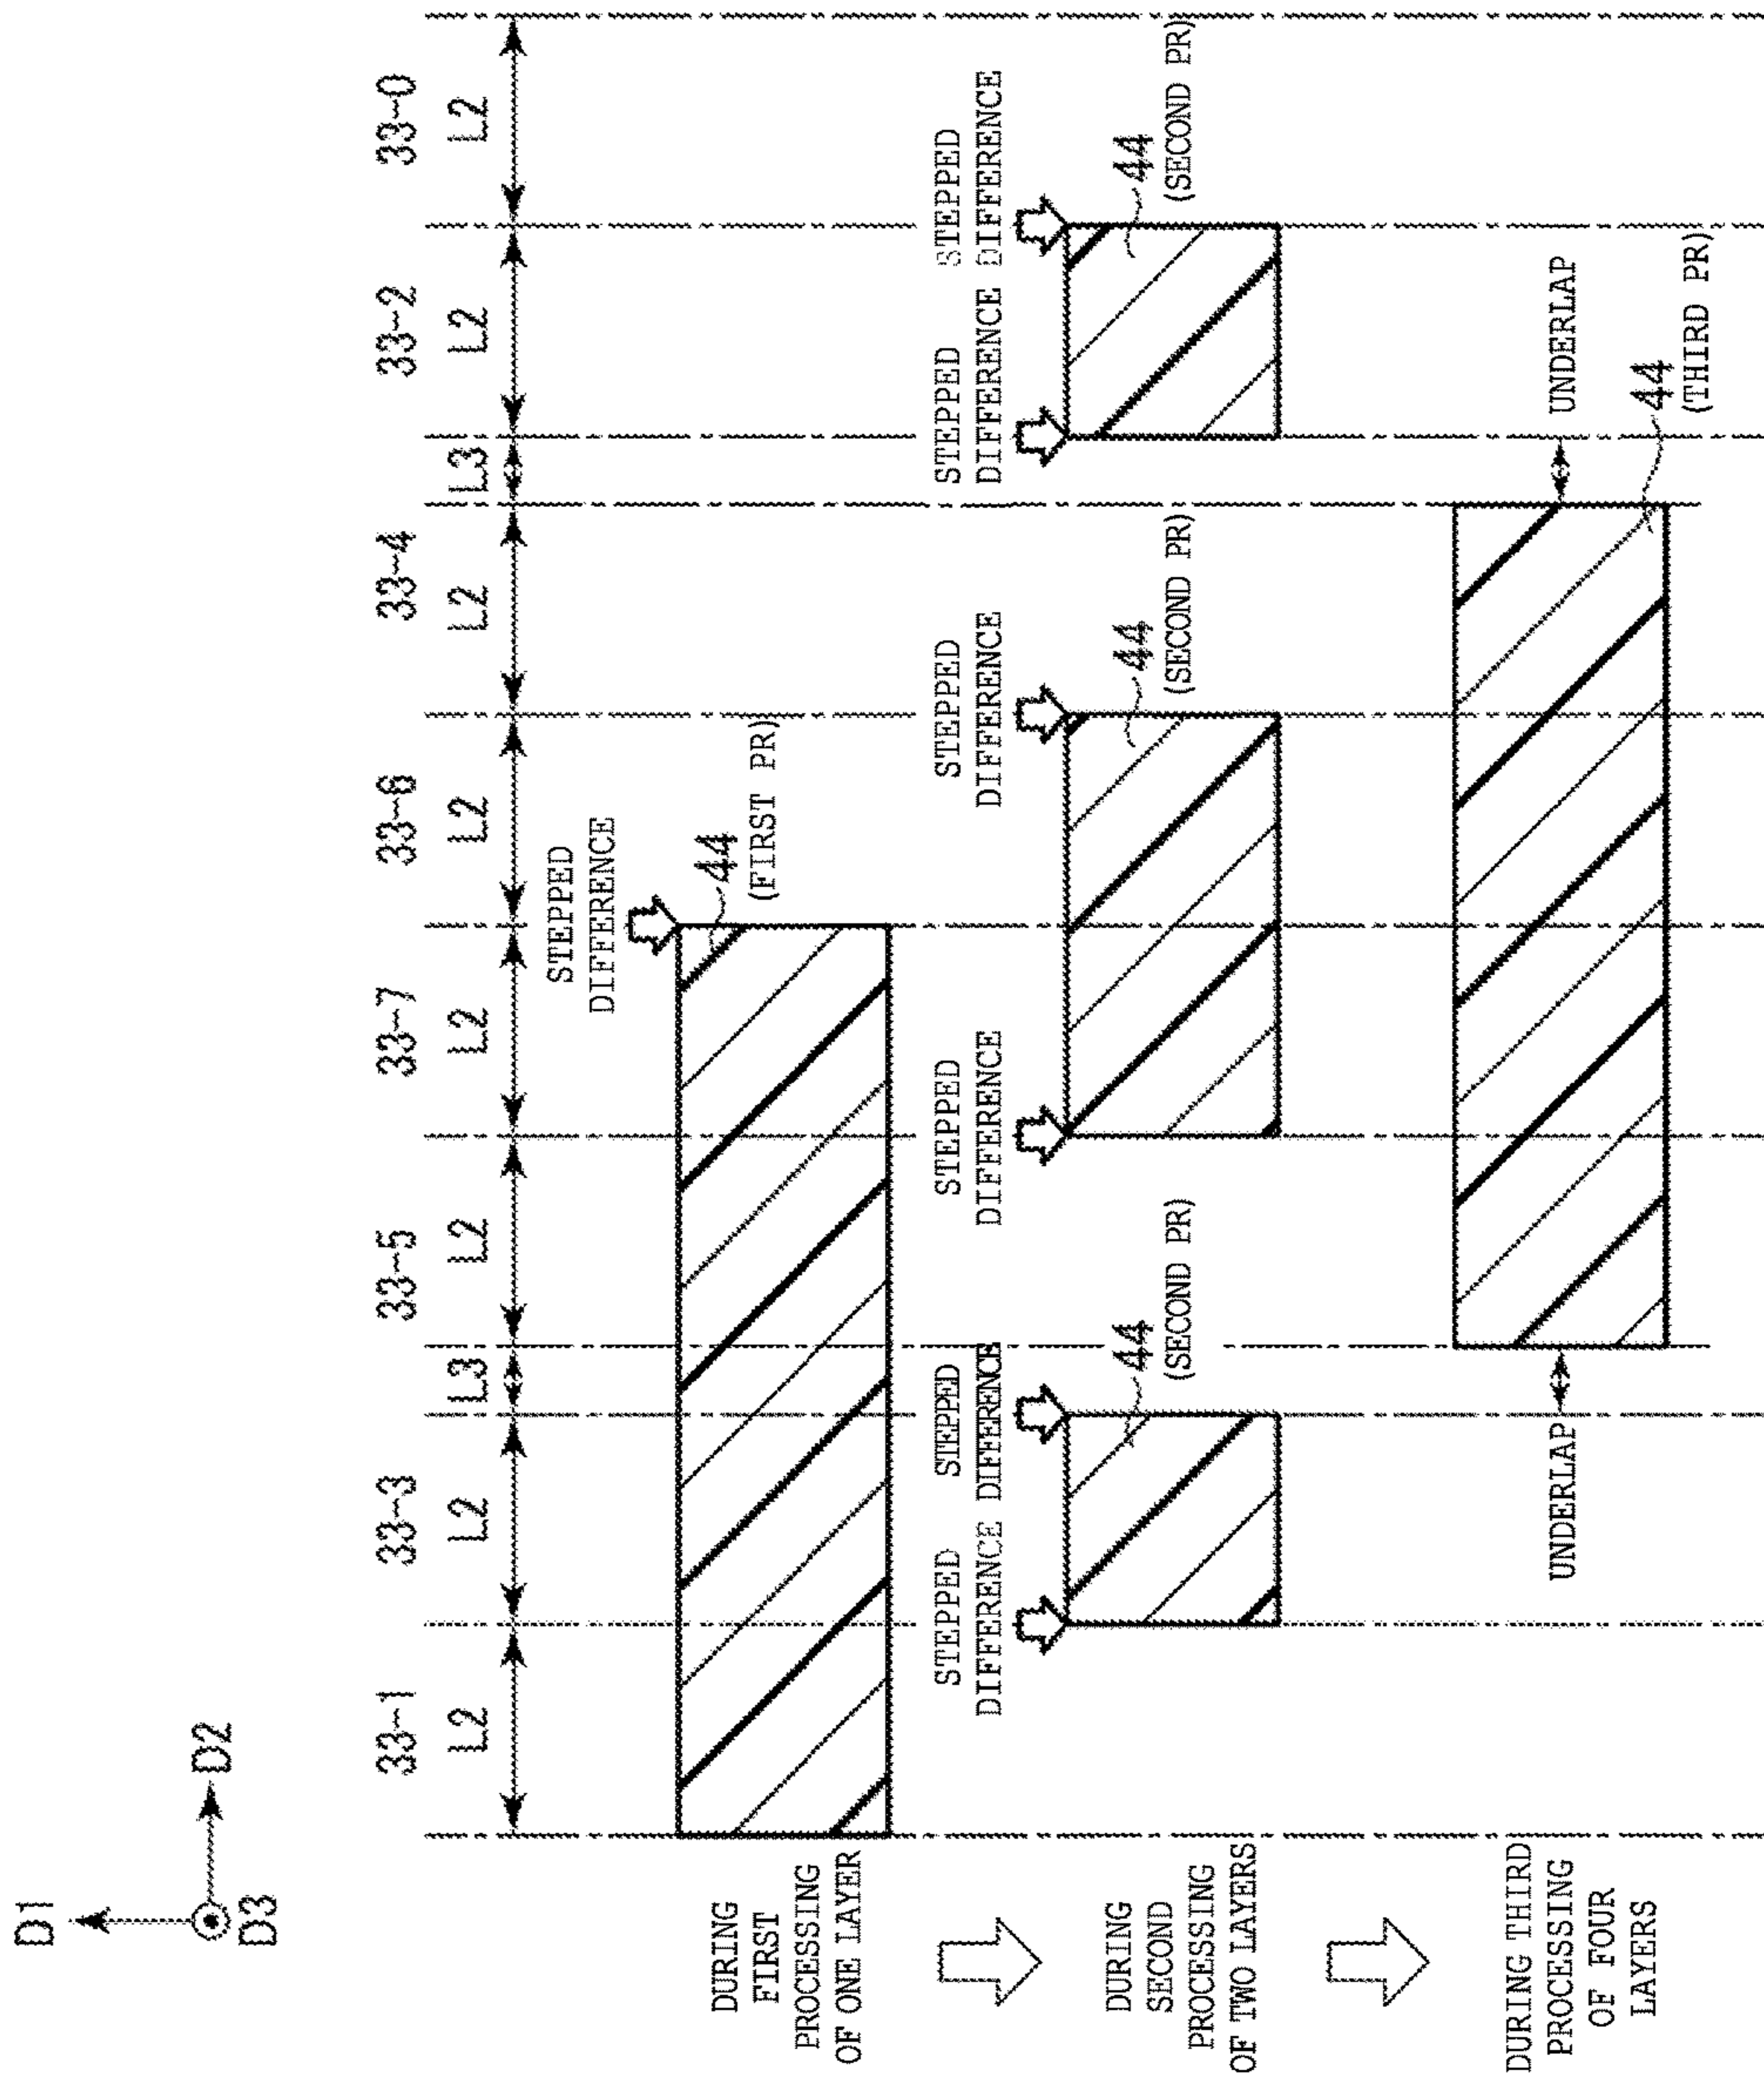 D1
D2
D3
33-1 33-3 33-5 33-7 33-6 33-4 33-2 33-0
L2 L2 L3 L2 L2 L2 L2 L3 L2 L2
STEPPED
DIFFERENCE
44
(FIRST PR)
DURING
FIRST
PROCESSING
OF ONE LAYER
STEPPED
DIFFERENCE
STEPPED
DIFFERENCE
STEPPED
DIFFERENCE
STEPPED
DIFFERENCE
STEPPED
DIFFERENCE
STEPPED
DIFFERENCE
44
(SECOND PR)
44
(SECOND PR)
44
(SECOND PR)
DURING
SECOND
PROCESSING
OF TWO LAYERS
UNDERLAP
UNDERLAP
44
(THIRD PR)
DURING THIRD
PROCESSING
OF FOUR
LAYERS